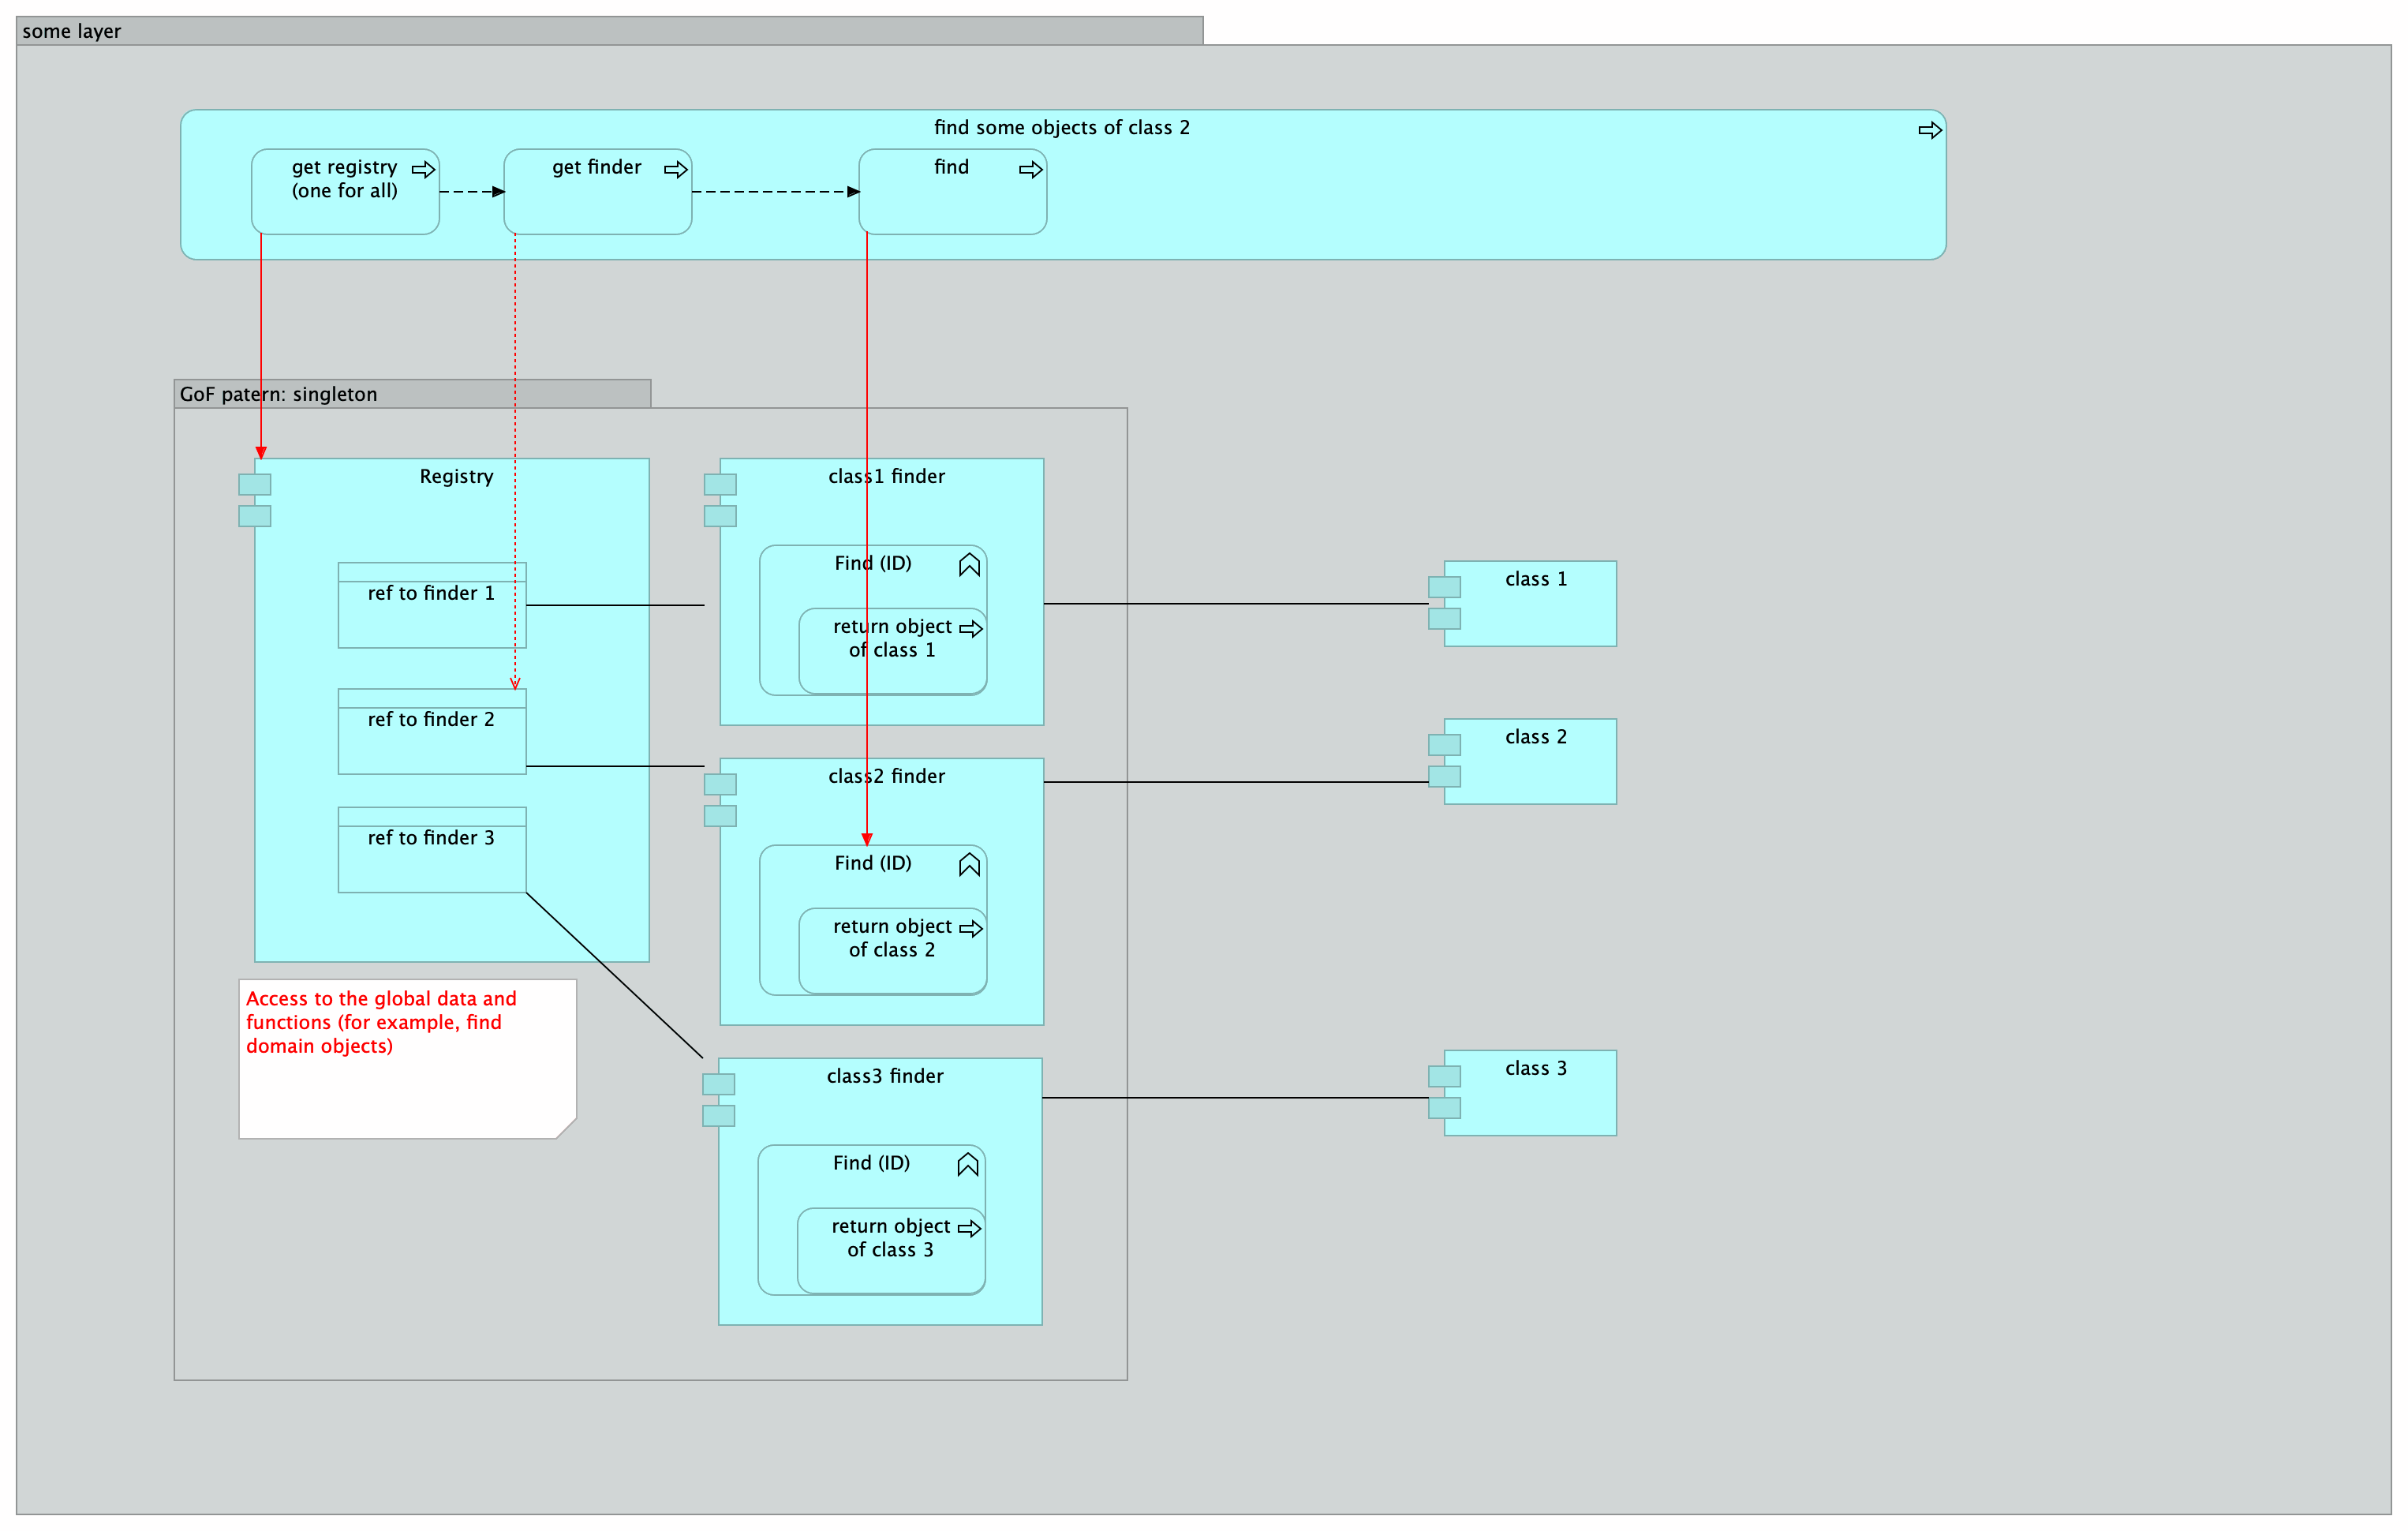 some layer
find some objects of class 2
get registry
(one for all)
get finder
find
GoF patern: singleton
Registry
ref to finder 1
ref to finder 2
ref to finder 3
Access to the global data and
functions (for example, find
domain objects)
class1 finder
Find (ID)
return object
of class 1
class2 finder
Find (ID)
return object
of class 2
class3 finder
Find (ID)
return object
of class 3
class 1
class 2
class 3